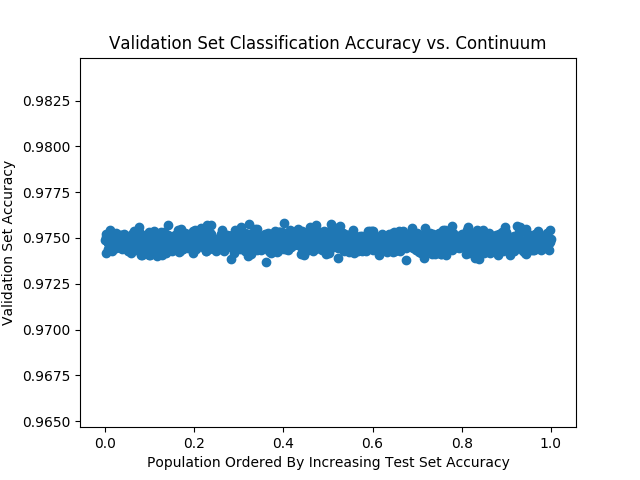 Validation Set Classification Accuracy vs. Continuum
0.9825
0.9800
0.9775
0.9750
0.9725
0.9700
0.9675
0.9650
Validation Set Accuracy
0.0 0.2 0.4 0.6 0.8 1.0
Population Ordered By Increasing Test Set Accuracy